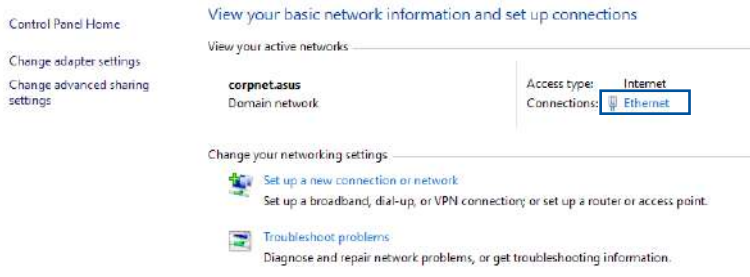 Control Panel Home
Change adapter settings
Change advanced sharing
settings
View your basic network information and set up connections
View your active networks
corpnet.asus
Domain network
Access type: Internet
Connections: Ethernet
Change your networking settings
Set up a new connection or network
Set up a broadband, dial-up, or VPN connection; or set up a router or access point.
Troubleshoot problems
Diagnose and repair network problems, or get troubleshooting information.